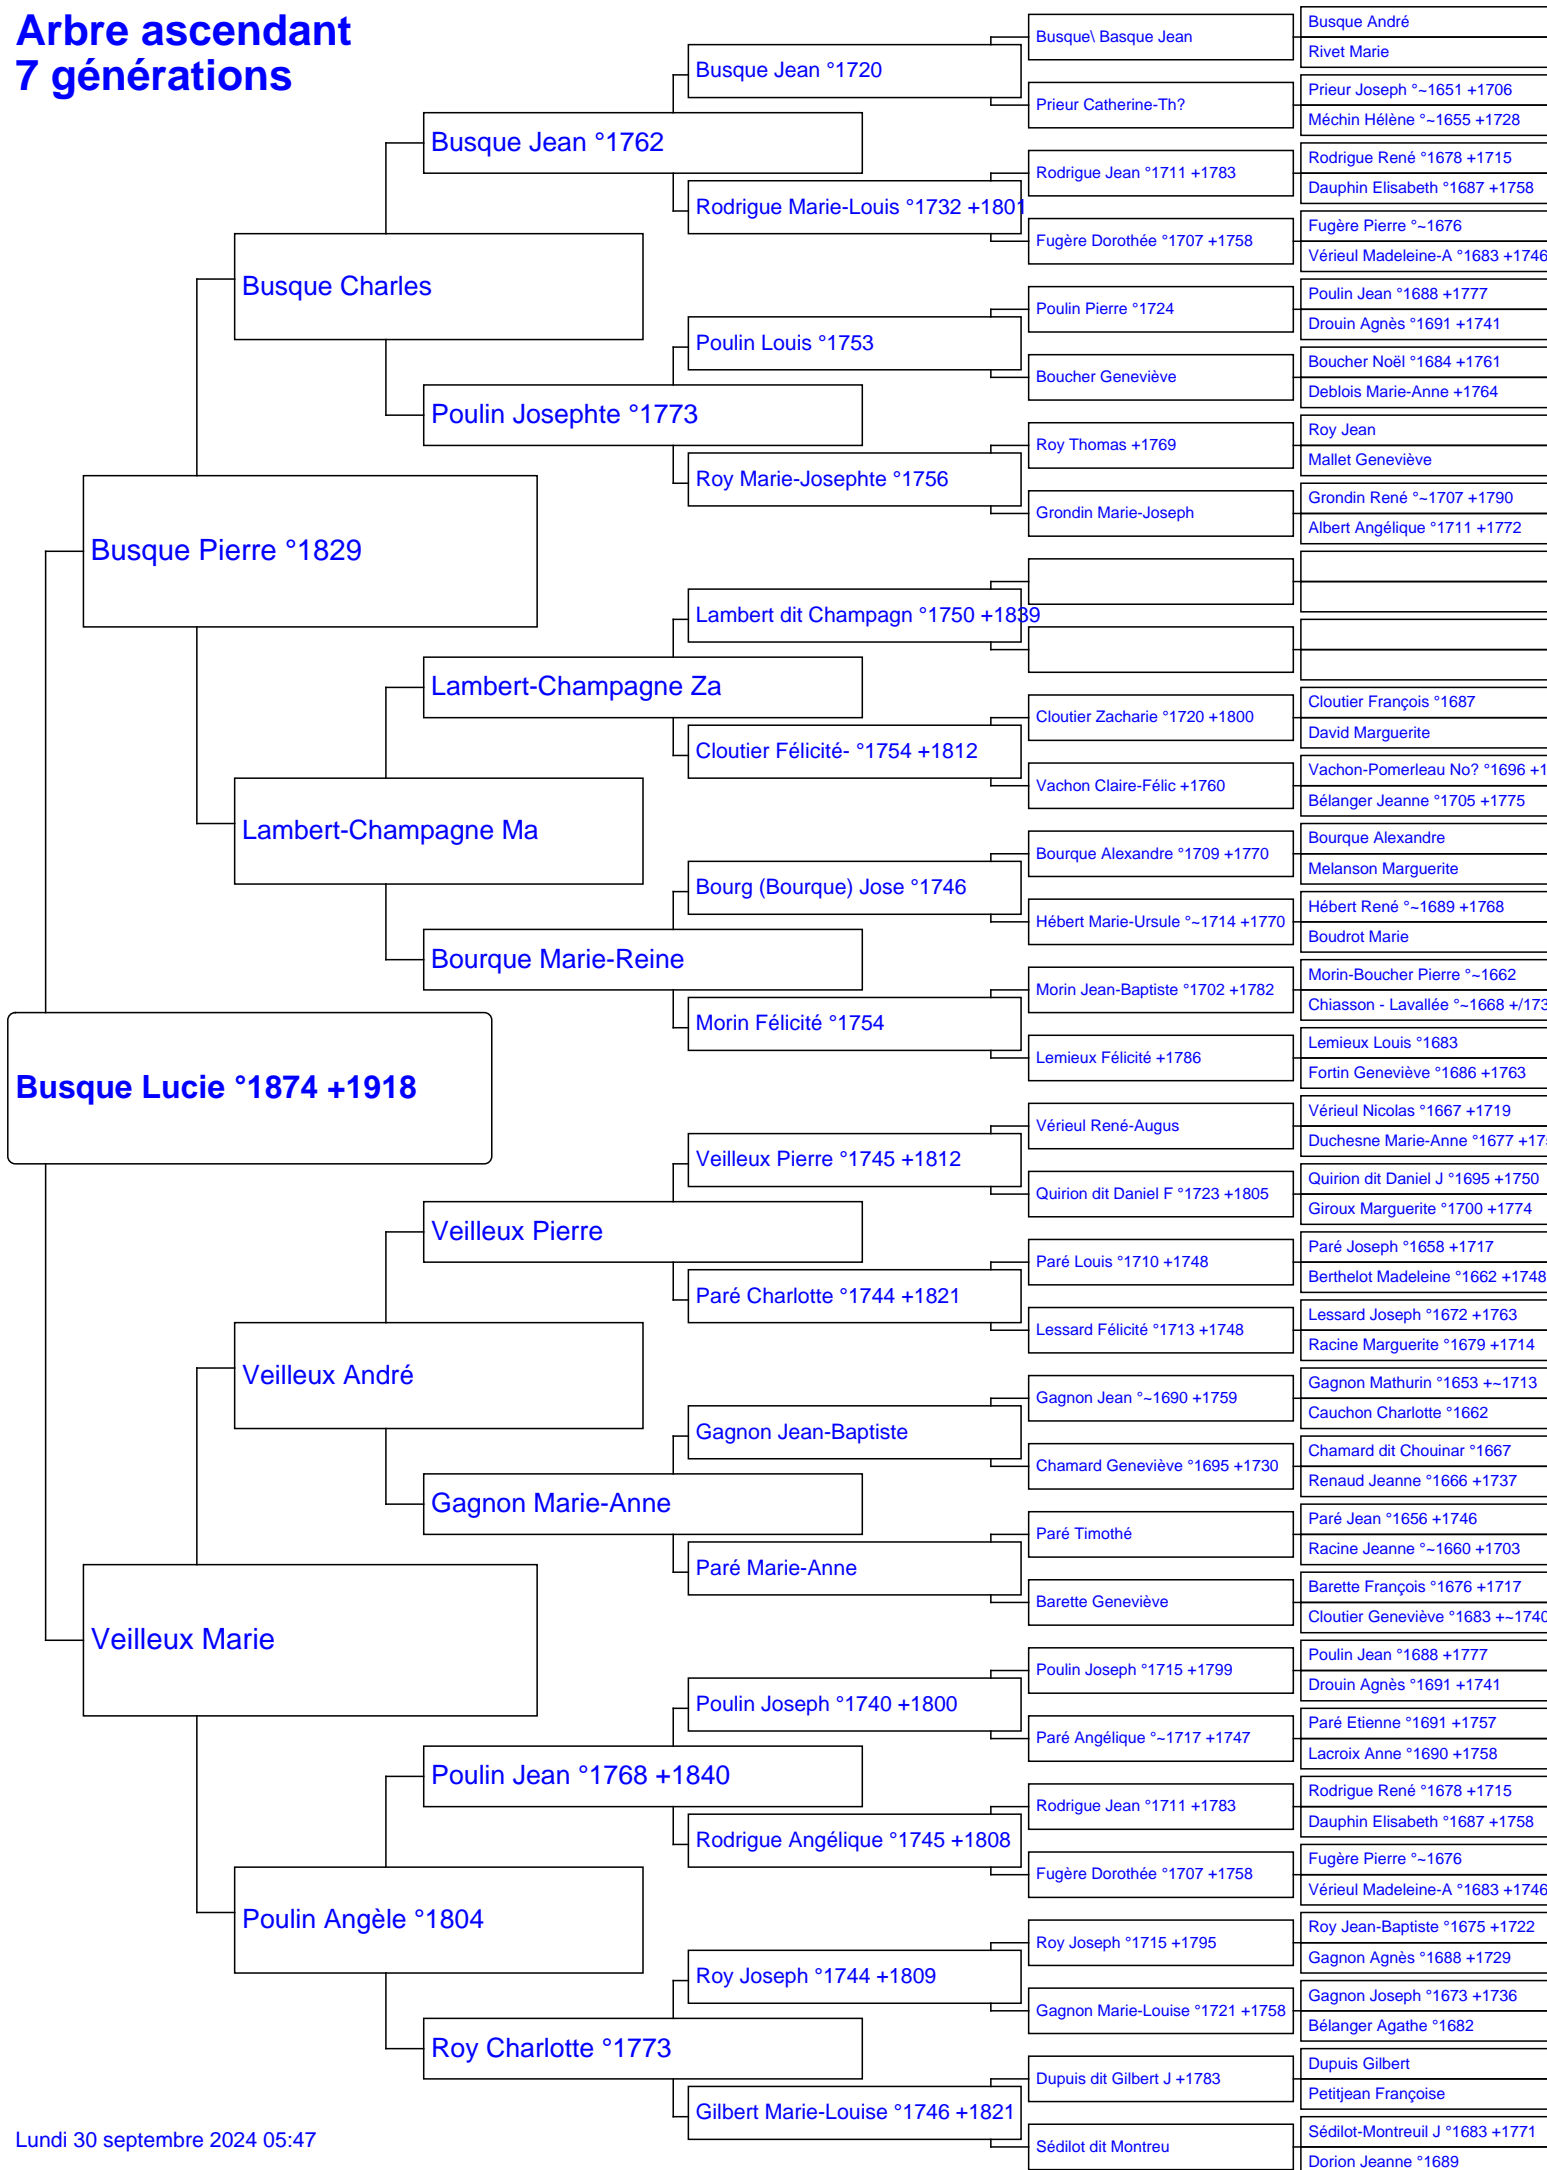 Arbre ascendant
7 générations
Busque Lucie °1874 +1918
Busque Pierre °1829
Veilleux Marie
Busque Charles
Lambert-Champagne Ma
Veilleux André
Poulin Angèle °1804
Busque Jean °1762
Poulin Josephte °1773
Lambert-Champagne Za
Bourque Marie-Reine
Veilleux Pierre
Gagnon Marie-Anne
Poulin Jean °1768 +1840
Roy Charlotte °1773
Busque Jean °1720
Rodrigue Marie-Louis °1732 +1801
Poulin Louis °1753
Roy Marie-Josephte °1756
Lambert dit Champagn °1750 +1839
Cloutier Félicité- °1754 +1812
Bourg (Bourque) Jose °1746
Morin Félicité °1754
Veilleux Pierre °1745 +1812
Paré Charlotte °1744 +1821
Gagnon Jean-Baptiste
Paré Marie-Anne
Poulin Joseph °1740 +1800
Rodrigue Angélique °1745 +1808
Roy Joseph °1744 +1809
Gilbert Marie-Louise °1746 +1821
Busque\ Basque Jean
Prieur Catherine-Th?
Rodrigue Jean °1711 +1783
Fugère Dorothée °1707 +1758
Poulin Pierre °1724
Boucher Geneviève
Roy Thomas +1769
Grondin Marie-Joseph
Cloutier Zacharie °1720 +1800
Vachon Claire-Félic +1760
Bourque Alexandre °1709 +1770
Hébert Marie-Ursule °~1714 +1770
Morin Jean-Baptiste °1702 +1782
Lemieux Félicité +1786
Vérieul René-Augus
Quirion dit Daniel F °1723 +1805
Paré Louis °1710 +1748
Lessard Félicité °1713 +1748
Gagnon Jean °~1690 +1759
Chamard Geneviève °1695 +1730
Paré Timothé
Barette Geneviève
Poulin Joseph °1715 +1799
Paré Angélique °~1717 +1747
Rodrigue Jean °1711 +1783
Fugère Dorothée °1707 +1758
Roy Joseph °1715 +1795
Gagnon Marie-Louise °1721 +1758
Dupuis dit Gilbert J +1783
Sédilot dit Montreu
Busque André
Rivet Marie
Prieur Joseph °~1651 +1706
Méchin Hélène °~1655 +1728
Rodrigue René °1678 +1715
Dauphin Elisabeth °1687 +1758
Fugère Pierre °~1676
Vérieul Madeleine-A °1683 +1746
Poulin Jean °1688 +1777
Drouin Agnès °1691 +1741
Boucher Noël °1684 +1761
Deblois Marie-Anne +1764
Roy Jean
Mallet Geneviève
Grondin René °~1707 +1790
Albert Angélique °1711 +1772
Cloutier François °1687
David Marguerite
Vachon-Pomerleau No? °1696 +1
Bélanger Jeanne °1705 +1775
Bourque Alexandre
Melanson Marguerite
Hébert René °~1689 +1768
Boudrot Marie
Morin-Boucher Pierre °~1662
Chiasson - Lavallée °~1668 +/173
Lemieux Louis °1683
Fortin Geneviève °1686 +1763
Vérieul Nicolas °1667 +1719
Duchesne Marie-Anne °1677 +175
Quirion dit Daniel J °1695 +1750
Giroux Marguerite °1700 +1774
Paré Joseph °1658 +1717
Berthelot Madeleine °1662 +1748
Lessard Joseph °1672 +1763
Racine Marguerite °1679 +1714
Gagnon Mathurin °1653 +~1713
Cauchon Charlotte °1662
Chamard dit Chouinar °1667
Renaud Jeanne °1666 +1737
Paré Jean °1656 +1746
Racine Jeanne °~1660 +1703
Barette François °1676 +1717
Cloutier Geneviève °1683 +~1740
Poulin Jean °1688 +1777
Drouin Agnès °1691 +1741
Paré Etienne °1691 +1757
Lacroix Anne °1690 +1758
Rodrigue René °1678 +1715
Dauphin Elisabeth °1687 +1758
Fugère Pierre °~1676
Vérieul Madeleine-A °1683 +1746
Roy Jean-Baptiste °1675 +1722
Gagnon Agnès °1688 +1729
Gagnon Joseph °1673 +1736
Bélanger Agathe °1682
Dupuis Gilbert
Petitjean Françoise
Sédilot-Montreuil J °1683 +1771
Dorion Jeanne °1689
Lundi 30 septembre 2024 05:47